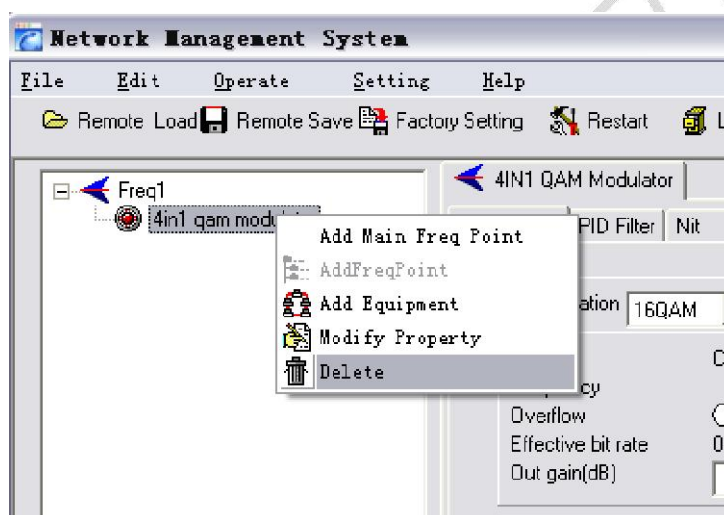 Network Management System
File Edit Operate Setting Help
Remote Load Remote Save Factory Setting Restart
Freq1
4in1 qam
4IN1 QAM Modulator
PID Filter Nit
Add Main Freq Point
AddFreqPoint
Add Equipment
Modify Property
Delete
16QAM
Overflow
Effective bit rate 0
Out gain(dB)